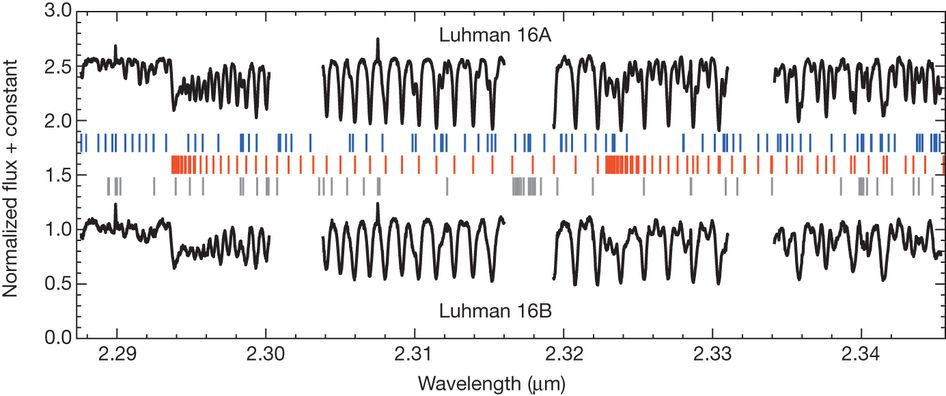 3.0
Luhman 16A
2.5
2.0
1.5
1.0
0.5
Luhman 16B
0.0
2.29 2.30 2.31 2.32 2.33 2.34
Wavelength (μm)
Normalized flux + constant